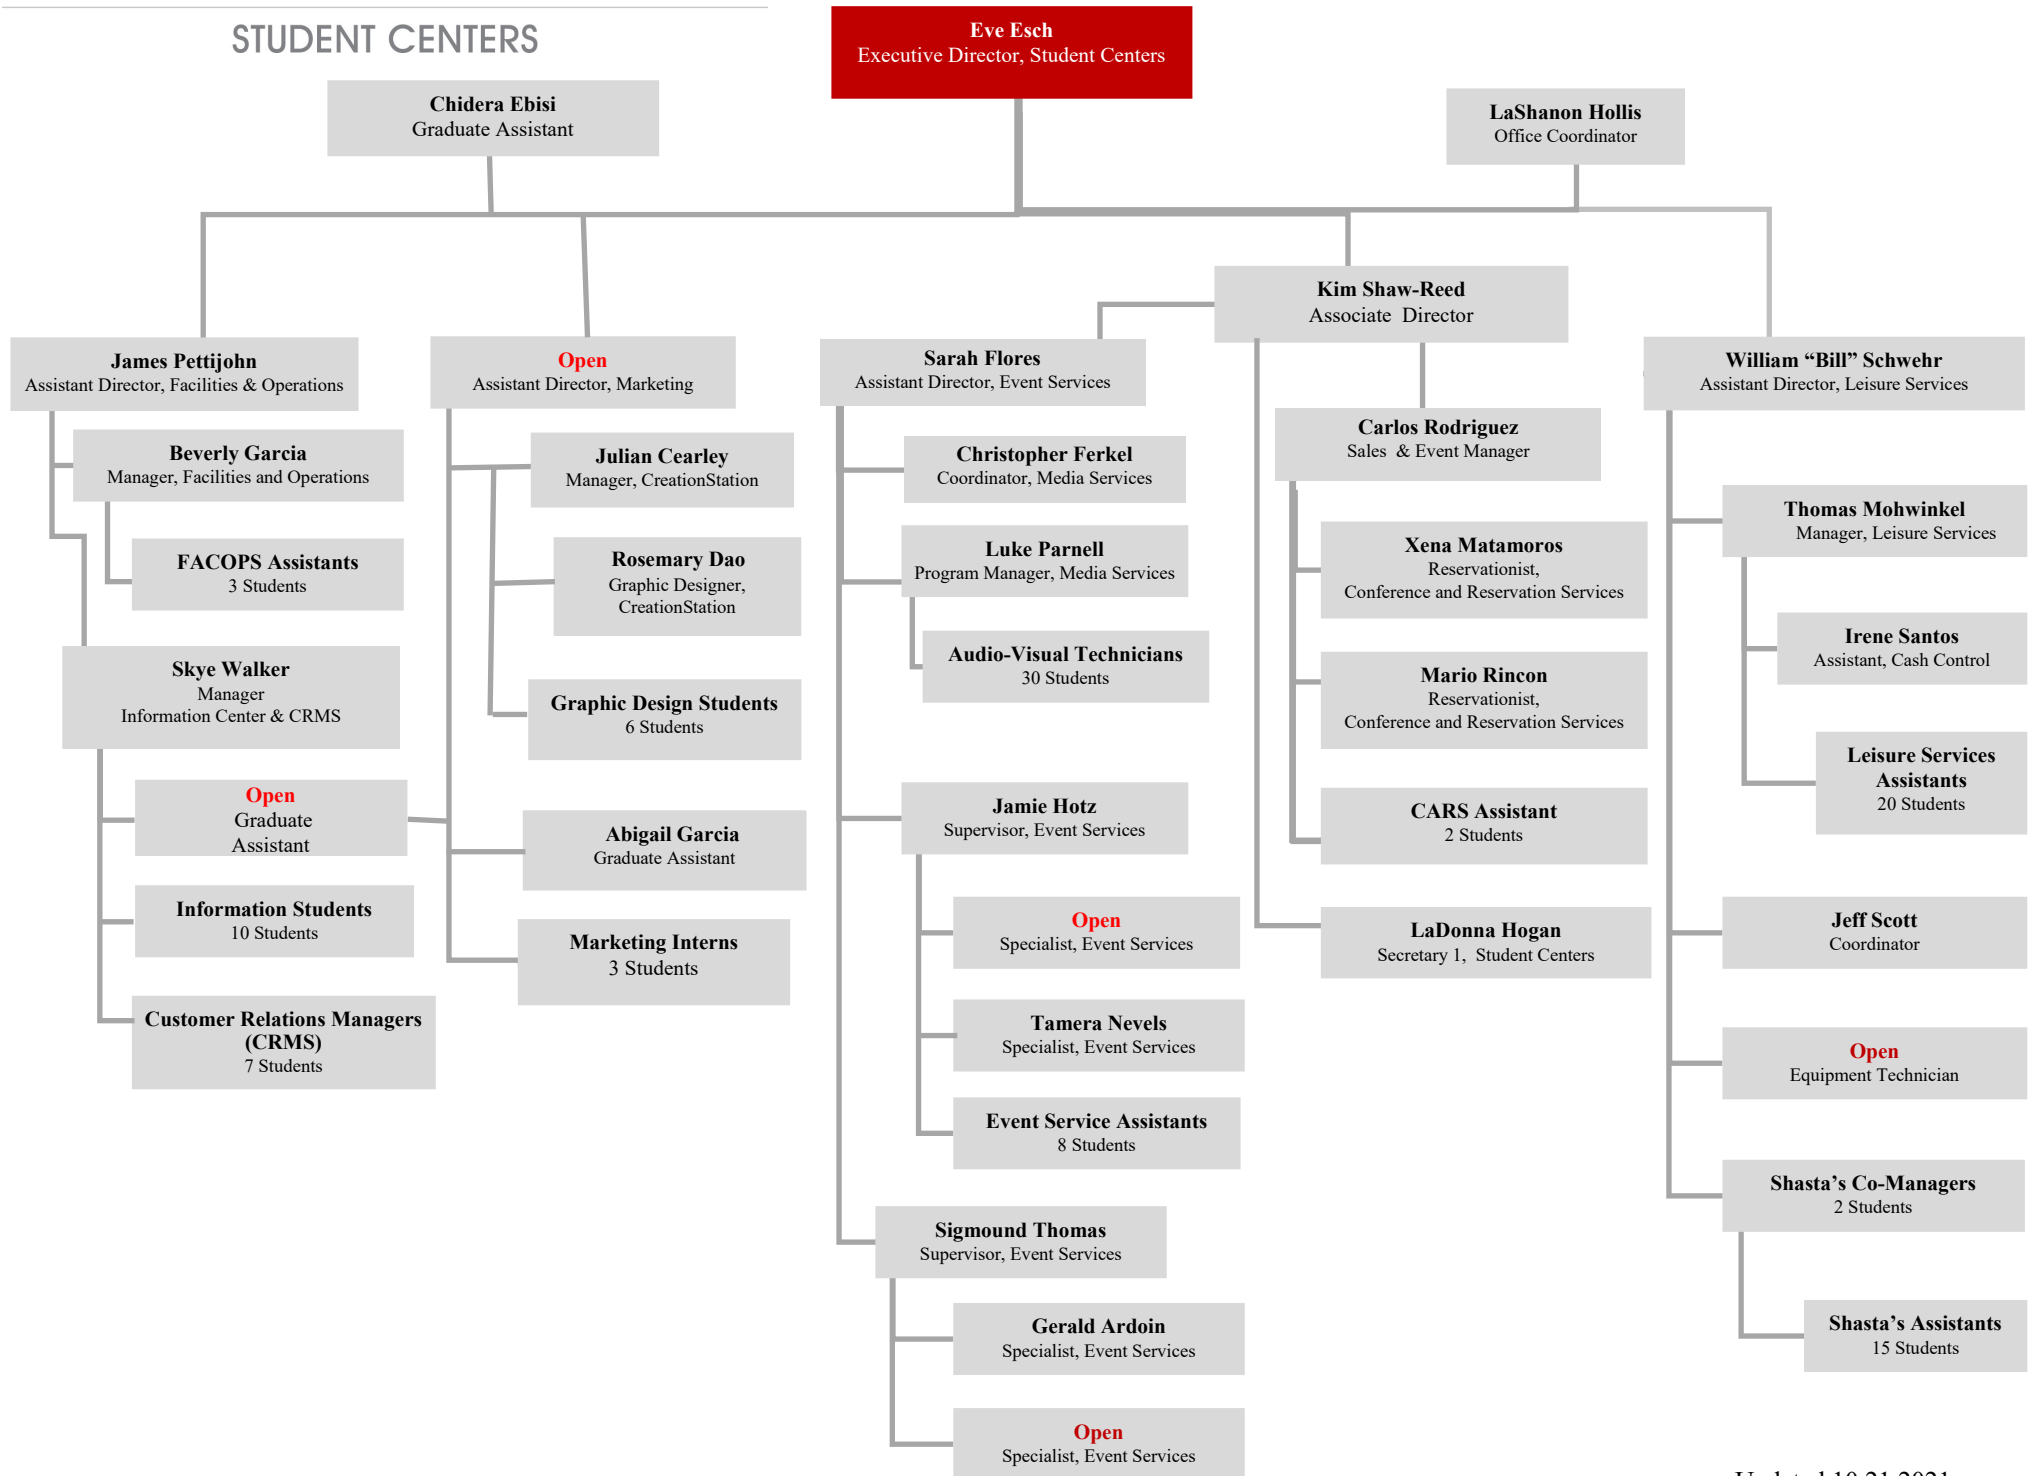 STUDENT CENTERS
Eve Esch
Executive Director, Student Centers
Chidera Ebisi
Graduate Assistant
LaShanon Hollis
Office Coordinator
Kim Shaw-Reed
Associate Director
James Pettijohn
Assistant Director, Facilities & Operations
Beverly Garcia
Manager, Facilities and Operations
FACOPS Assistants
3 Students
Skye Walker
Manager
Information Center & CRMS
Open
Graduate
Assistant
Information Students
10 Students
Customer Relations Managers
(CRMS)
7 Students
Open
Assistant Director, Marketing
Julian Cearley
Manager, CreationStation
Rosemary Dao
Graphic Designer,
CreationStation
Graphic Design Students
6 Students
Abigail Garcia
Graduate Assistant
Marketing Interns
3 Students
Sarah Flores
Assistant Director, Event Services
Christopher Ferkel
Coordinator, Media Services
Luke Parnell
Program Manager, Media Services
Audio-Visual Technicians
30 Students
Jamie Hotz
Supervisor, Event Services
Open
Specialist, Event Services
Tamera Nevels
Specialist, Event Services
Event Service Assistants
8 Students
Sigmound Thomas
Supervisor, Event Services
Gerald Ardoin
Specialist, Event Services
Open
Specialist, Event Services
Carlos Rodriguez
Sales & Event Manager
Xena Matamoros
Reservationist,
Conference and Reservation Services
Mario Rincon
Reservationist,
Conference and Reservation Services
CARS Assistant
2 Students
LaDonna Hogan
Secretary 1, Student Centers
William “Bill” Schwehr
Assistant Director, Leisure Services
Thomas Mohwinkel
Manager, Leisure Services
Irene Santos
Assistant, Cash Control
Leisure Services
Assistants
20 Students
Jeff Scott
Coordinator
Open
Equipment Technician
Shasta’s Co-Managers
2 Students
Shasta’s Assistants
15 Students
Updated 10.21.2021